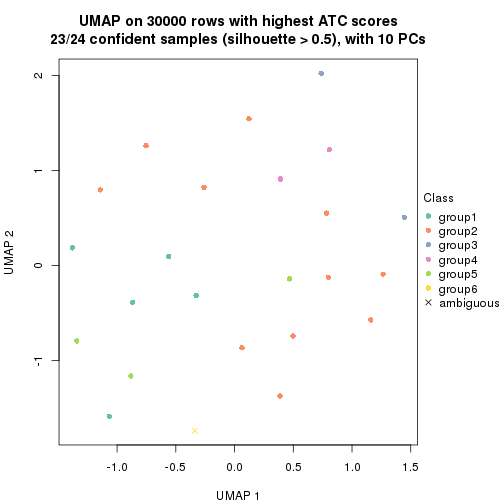 UMAP on 30000 rows with highest ATC scores
23/24 confident samples (silhouette > 0.5), with 10 PCs
2
1
0
-1
UMAP 2
-1.0
-0.5
0.0
0.5
1.0
1.5
UMAP 1
Class
group1
group2
group3
group4
group5
group6
ambiguous